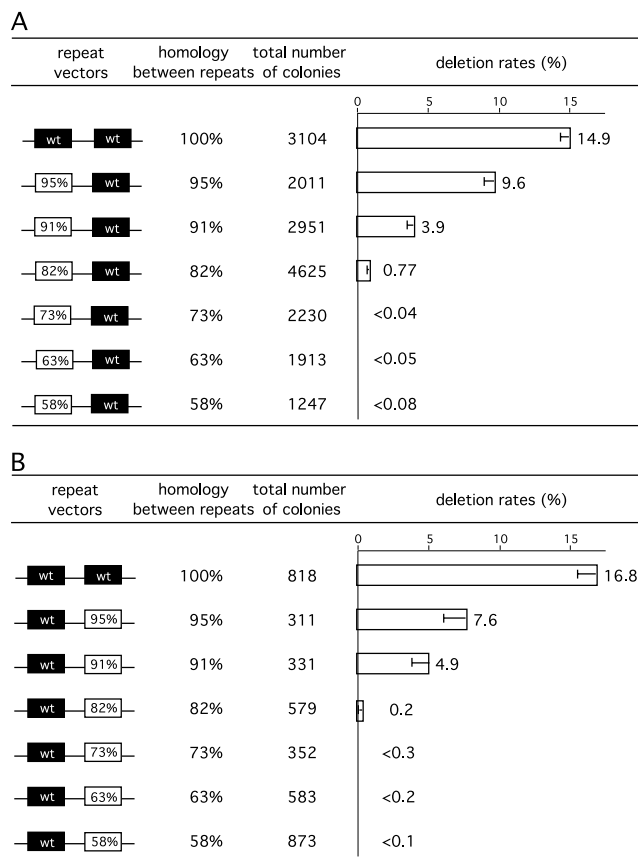 A
repeat vectors homology between repeats total number of colonies deletion rates (%)
0 5 10 15
wt wt 100% 3104 14.9
95% wt 95% 2011 9.6
91% wt 91% 2951 3.9
82% wt 82% 4625 0.77
73% wt 73% 2230 <0.04
63% wt 63% 1913 <0.05
58% wt 58% 1247 <0.08
B
repeat vectors homology between repeats total number of colonies deletion rates (%)
0 5 10 15
wt wt 100% 818 16.8
wt 95% 95% 311 7.6
wt 91% 91% 331 4.9
wt 82% 82% 579 0.2
wt 73% 73% 352 <0.3
wt 63% 63% 583 <0.2
wt 58% 58% 873 <0.1